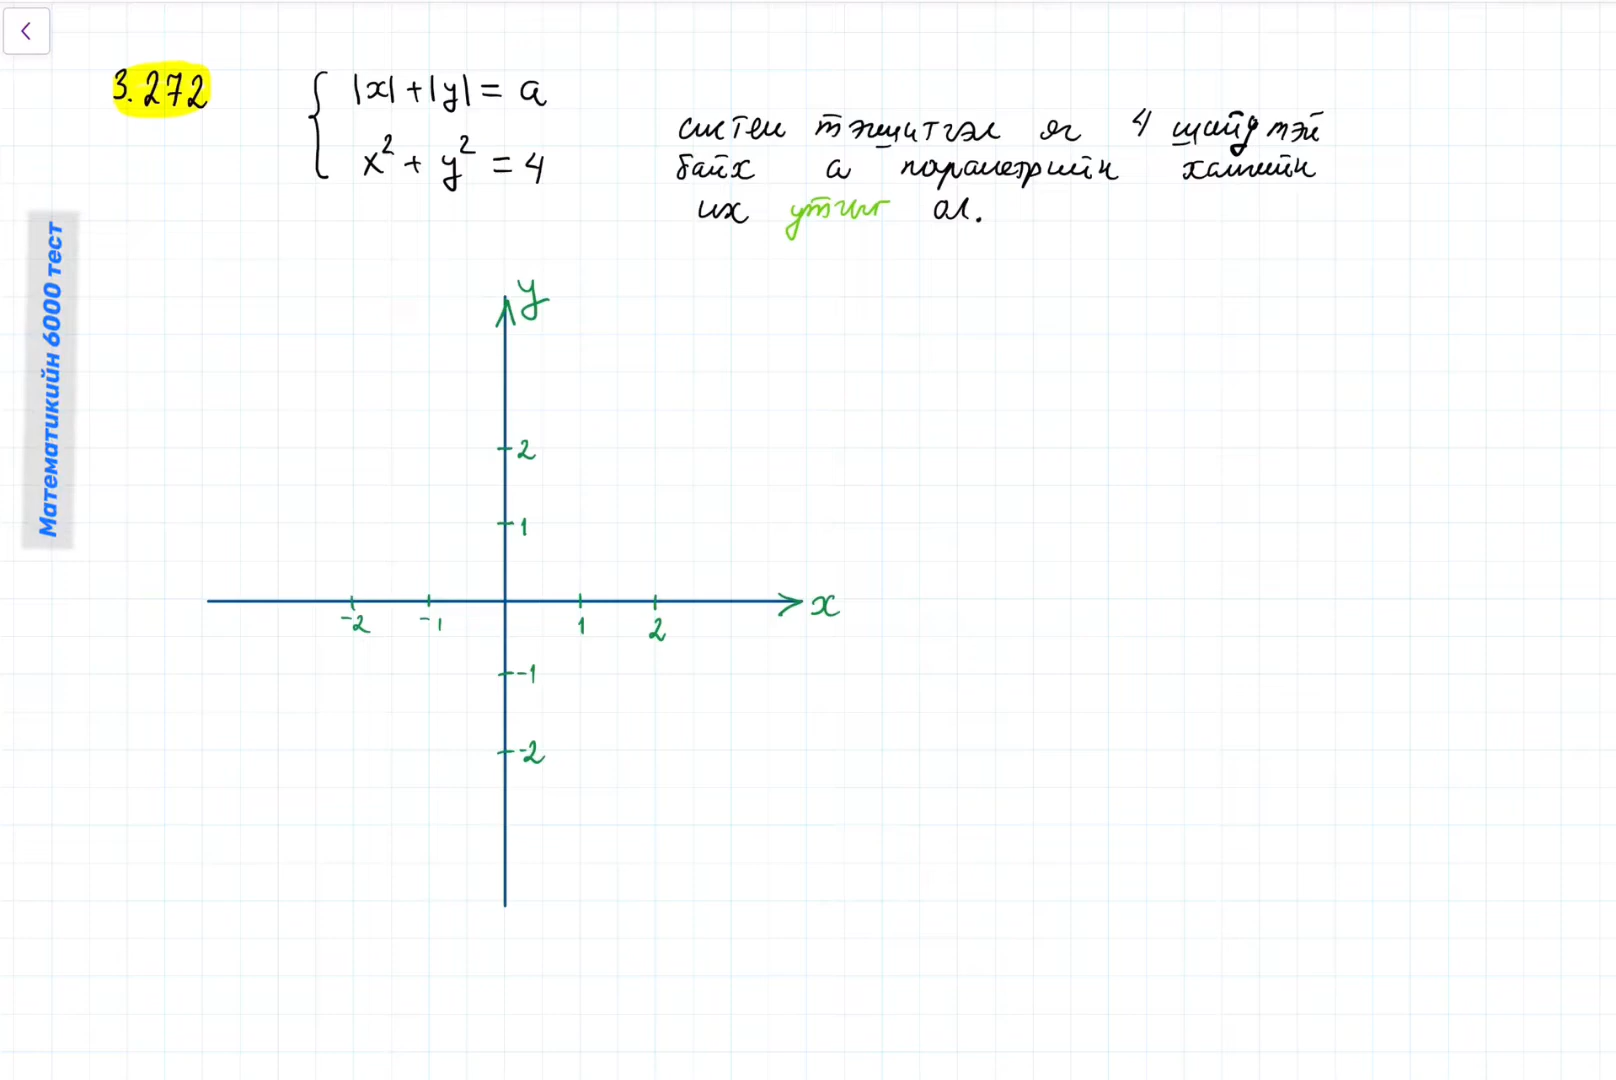 3.272
|x| + |y| = a
x² + y² = 4
систем тэгшитгэл яг 4 шийдтэй
байх а параметрийн хамгийн
их утгыг ол.
Математикийн 6000 тест
y
2
1
-2 -1 1 2 x
-1
-2